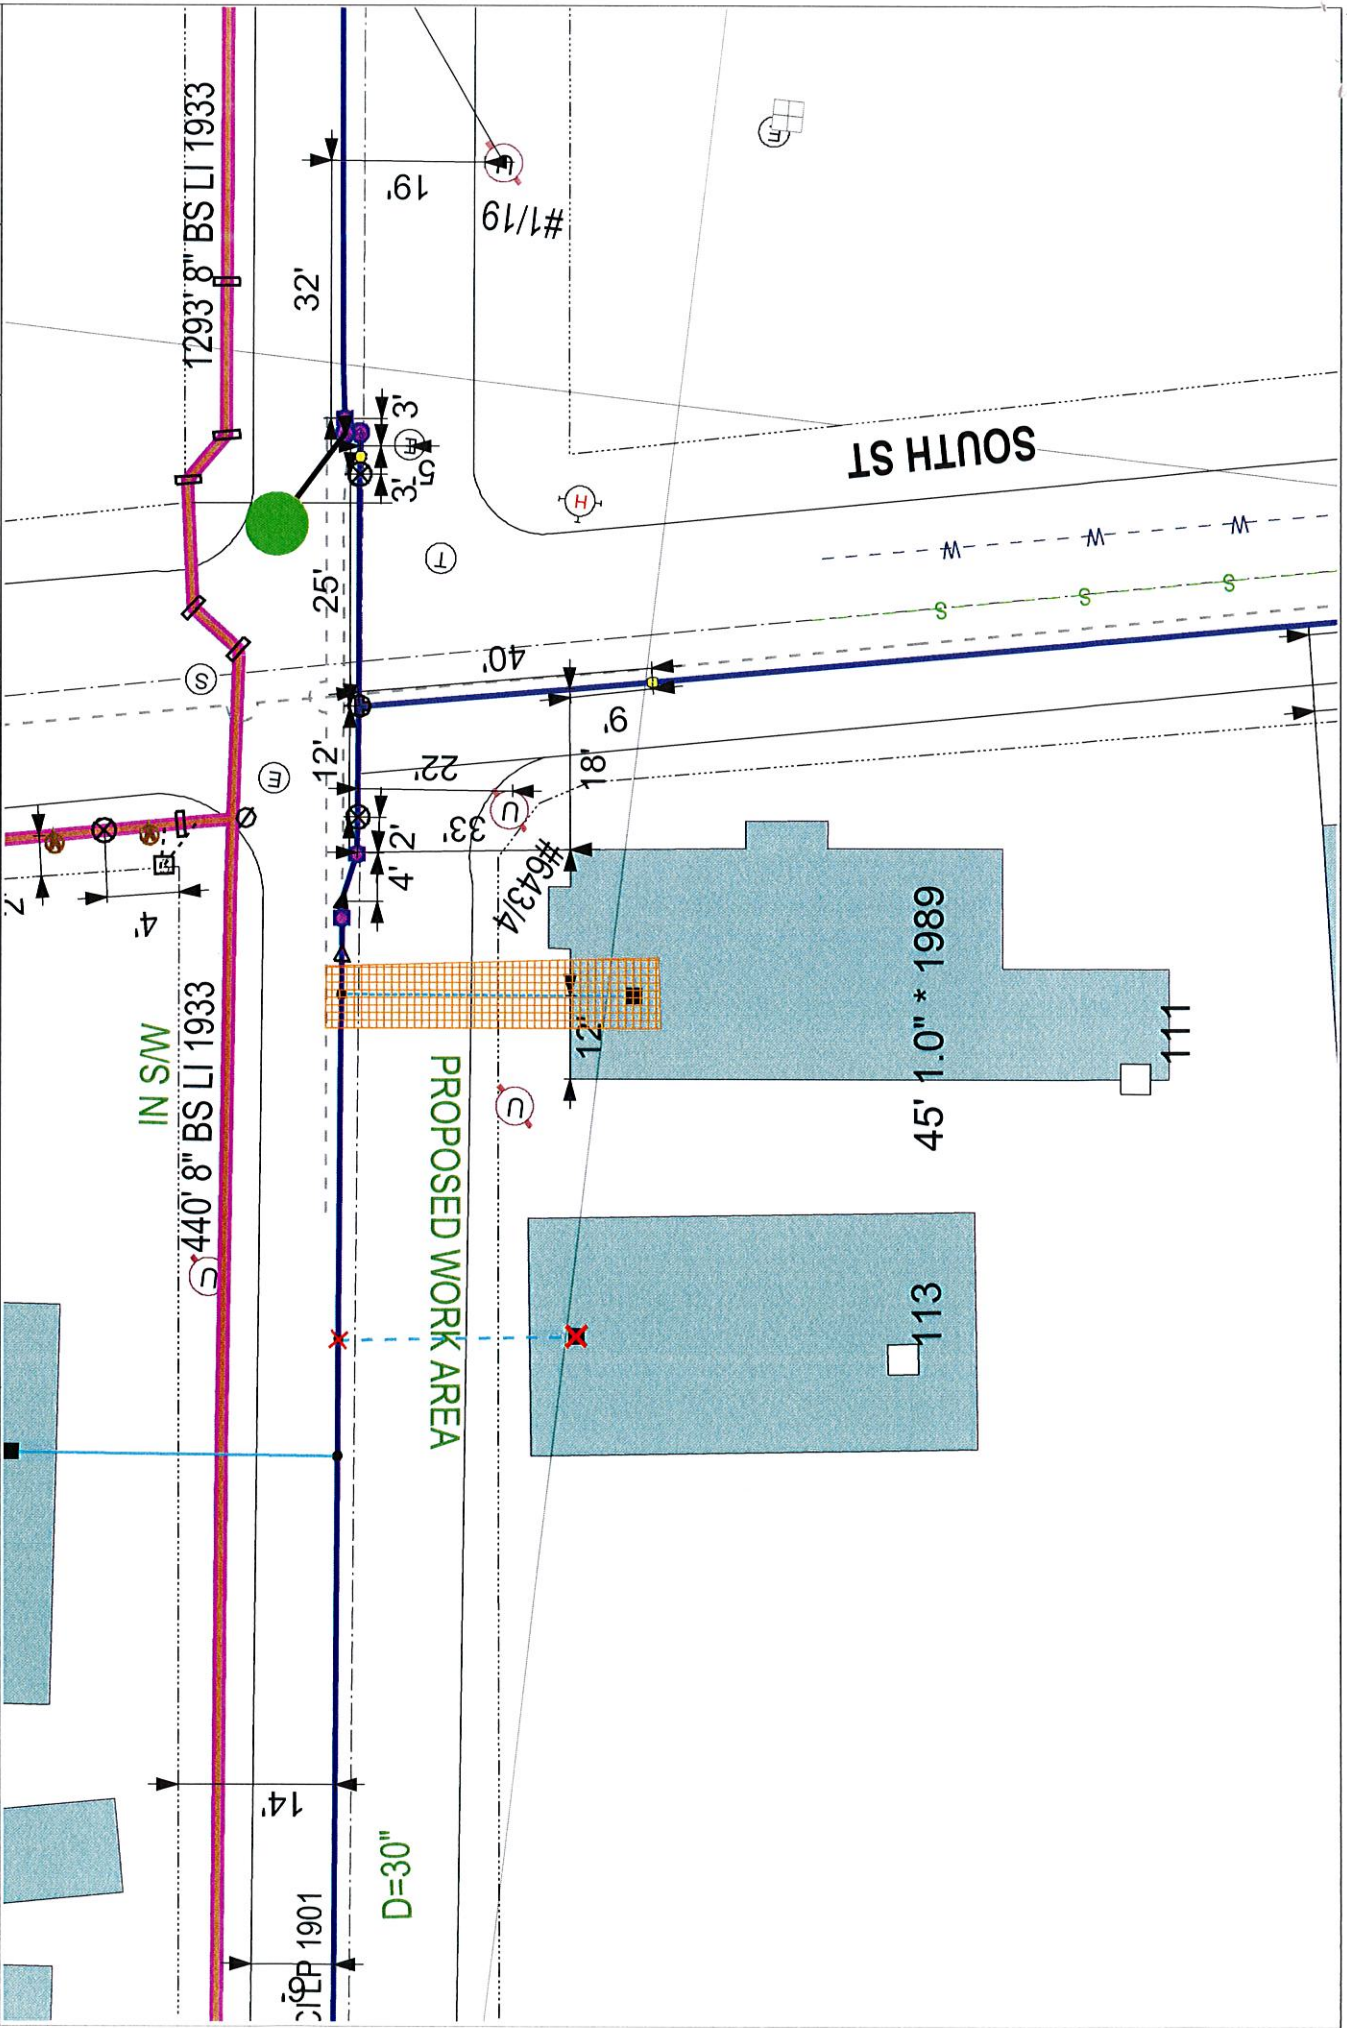 1293' 8" BS LI 1933
32'
19'
#1/19
E
3'
E
5'
3'
H
SOUTH ST
T
25'
W
W
W
S
S
S
S
40'
9'
E
12'
22'
18'
U
33'
2'
4'
#643/4
4'
IN S/W
440' 8" BS LI 1933
12'
45' 1.0" * 1989
111
U
U
PROPOSED WORK AREA
113
14'
D=30"
LP 1901